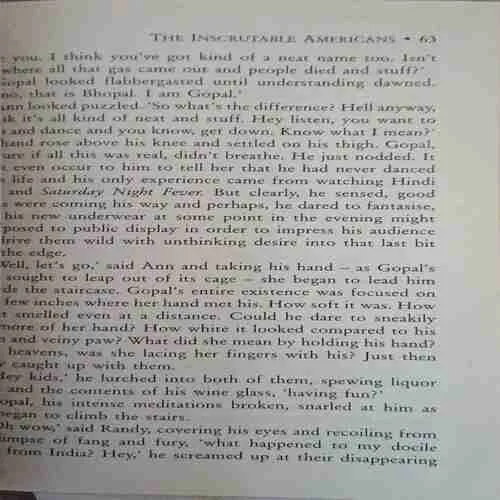 THE INSCRUTABLE AMERICANS • 63
you. I think you've got kind of a neat name too. Isn't
where all that gas came out and people died and stuff?'
Gopal looked flabbergasted until understanding dawned.
no, that is Bhopal. I am Gopal.'
Ann looked puzzled. 'So what's the difference? Hell anyway,
it's all kind of neat and stuff. Hey listen, you want to
and dance and you know, get down. Know what I mean?'
hand rose above his knee and settled on his thigh. Gopal,
if all this was real, didn't breathe. He just nodded. It
even occur to him to tell her that he had never danced
life and his only experience came from watching Hindi
and Saturday Night Fever. But clearly, he sensed, good
were coming his way and perhaps, he dared to fantasise,
his new underwear at some point in the evening might
posed to public display in order to impress his audience
drive them wild with unthinking desire into that last bit
the edge.
Well, let's go,' said Ann and taking his hand – as Gopal's
sought to leap out of its cage – she began to lead him
the staircase. Gopal's entire existence was focused on
few inches where her hand met his. How soft it was. How
smelled even at a distance. Could he dare to sneakily
more of her hand? How white it looked compared to his
and veiny paw? What did she mean by holding his hand?
heavens, was she lacing her fingers with his? Just then
caught up with them.
Hey kids,' he lurched into both of them, spewing liquor
and the contents of his wine glass, 'having fun?'
opal, his intense meditations broken, snarled at him as
began to climb the stairs.
Oh wow,' said Randy, covering his eyes and recoiling from
limpse of fang and fury, 'what happened to my docile
from India? Hey,' he screamed up at their disappearing